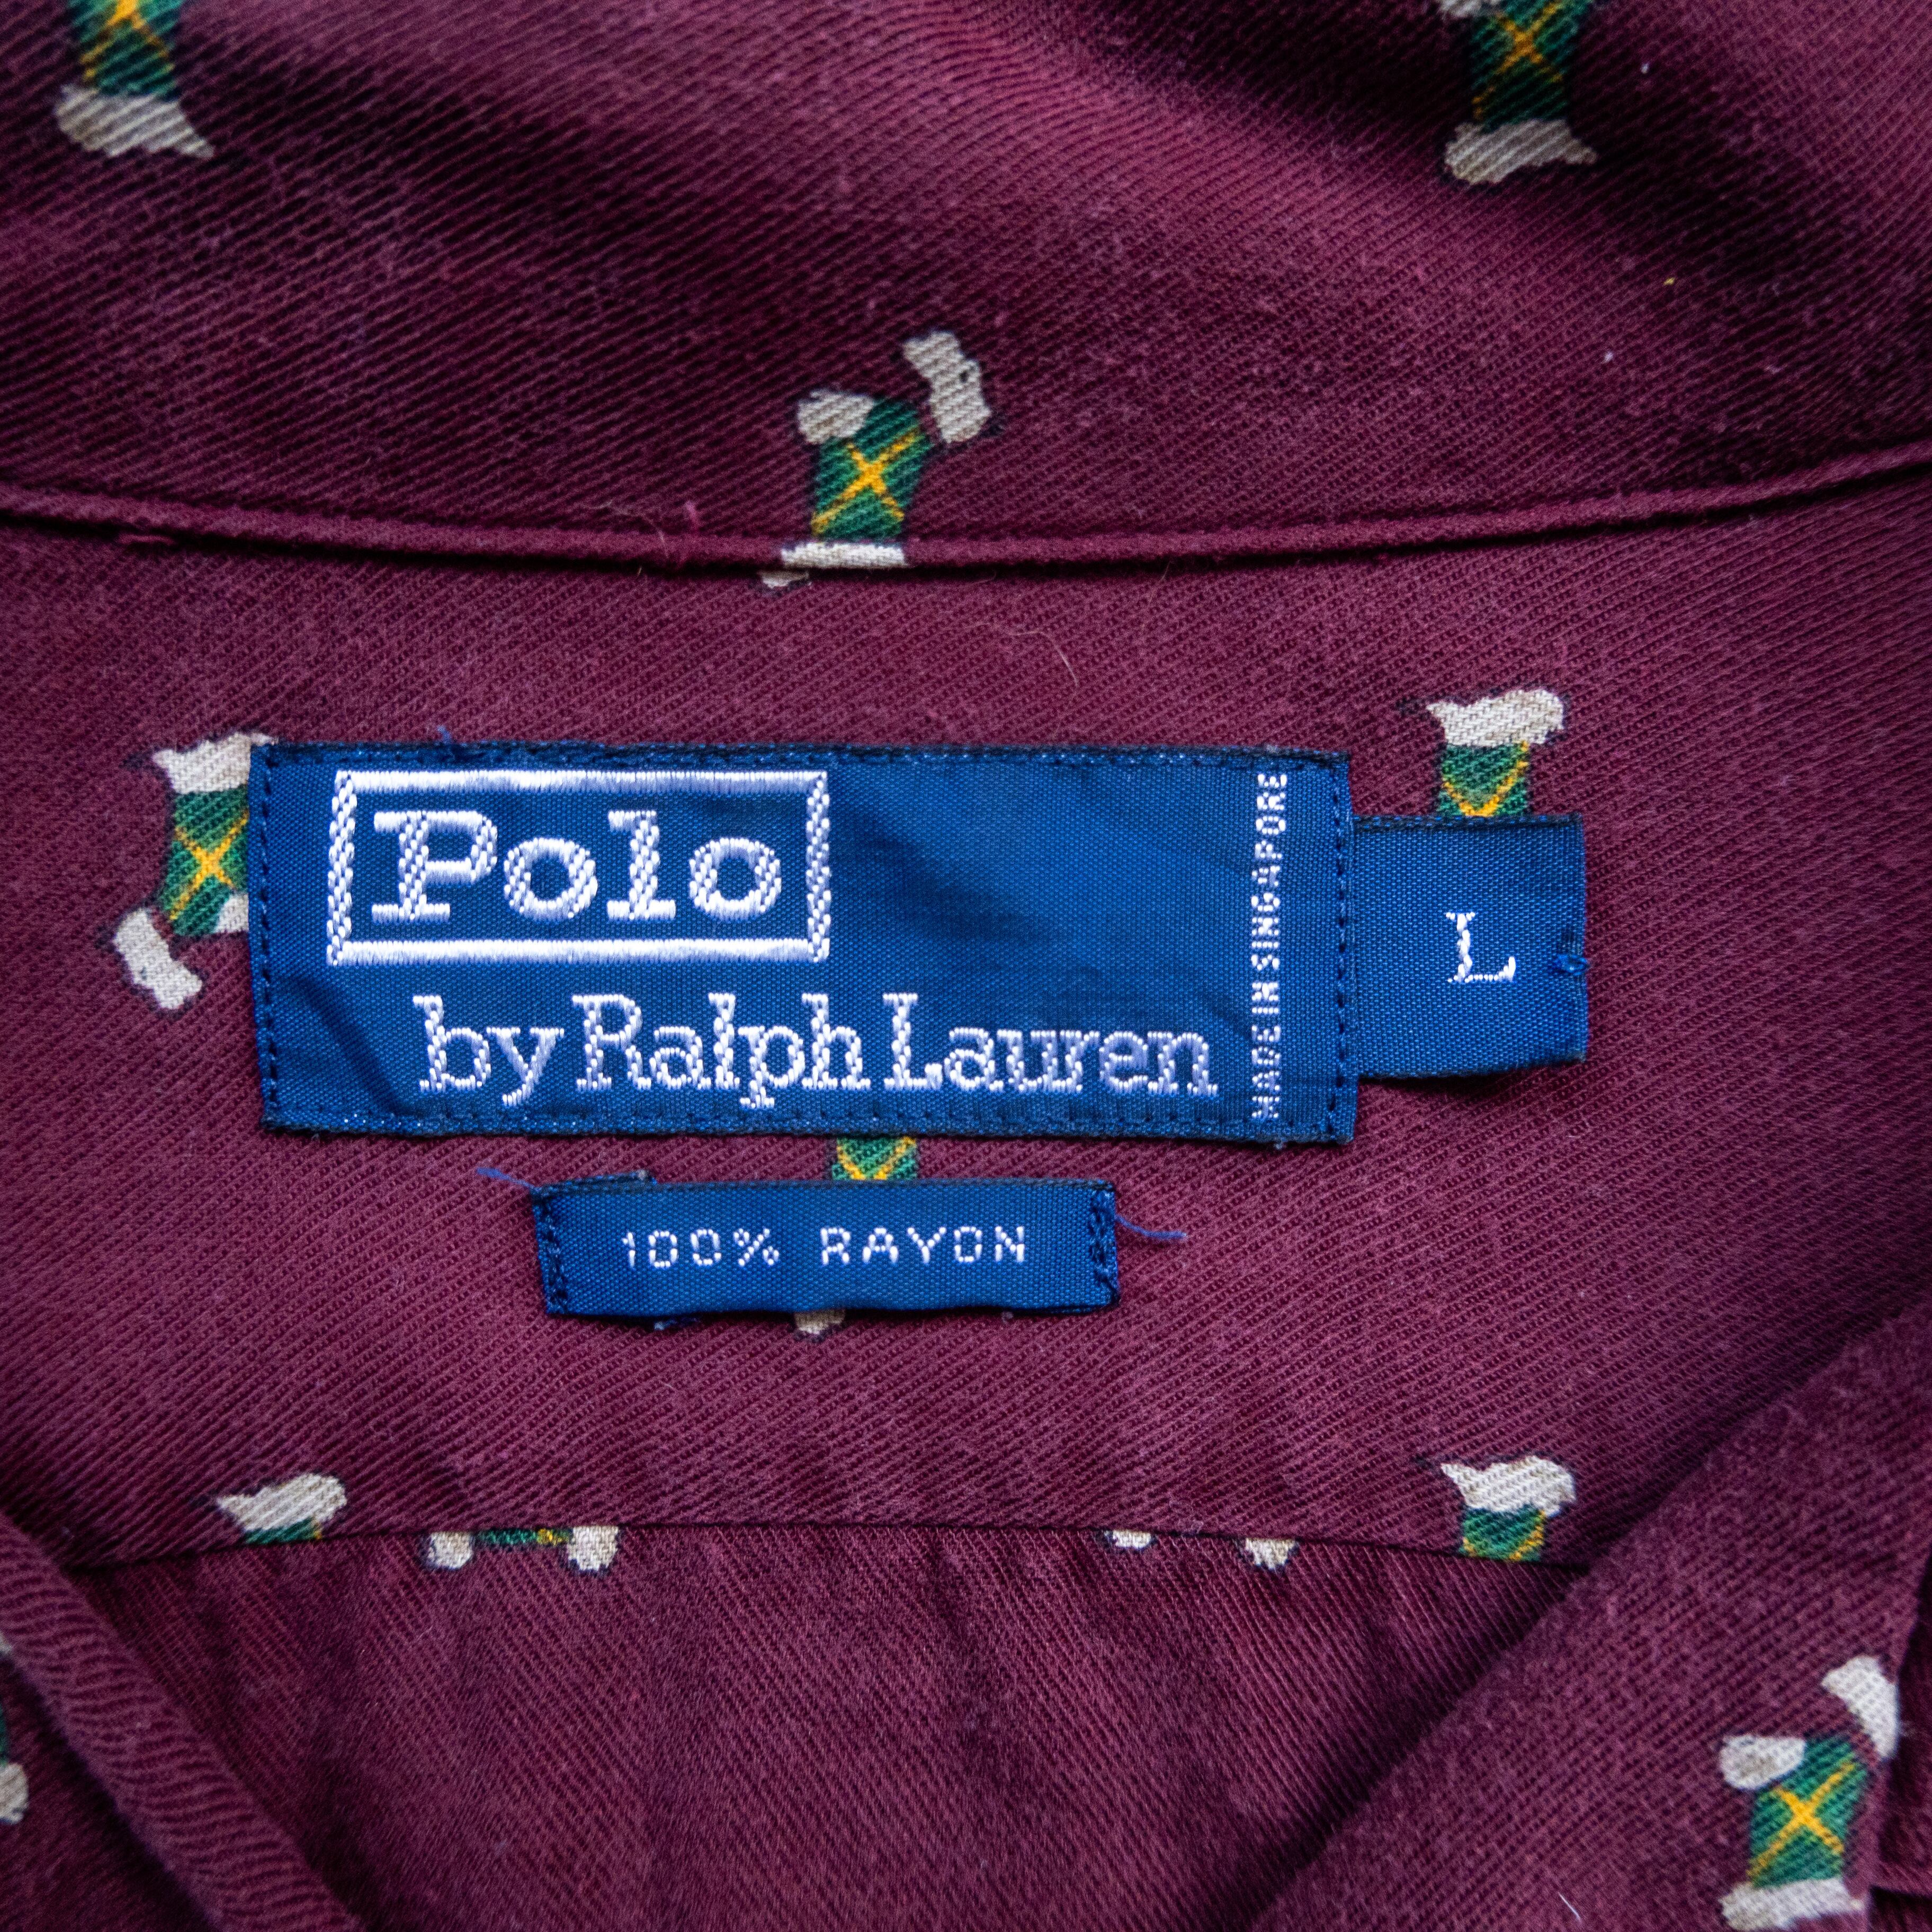 Polo
by Ralph Lauren
MADE IN SINGAPORE
L
100% RAYON